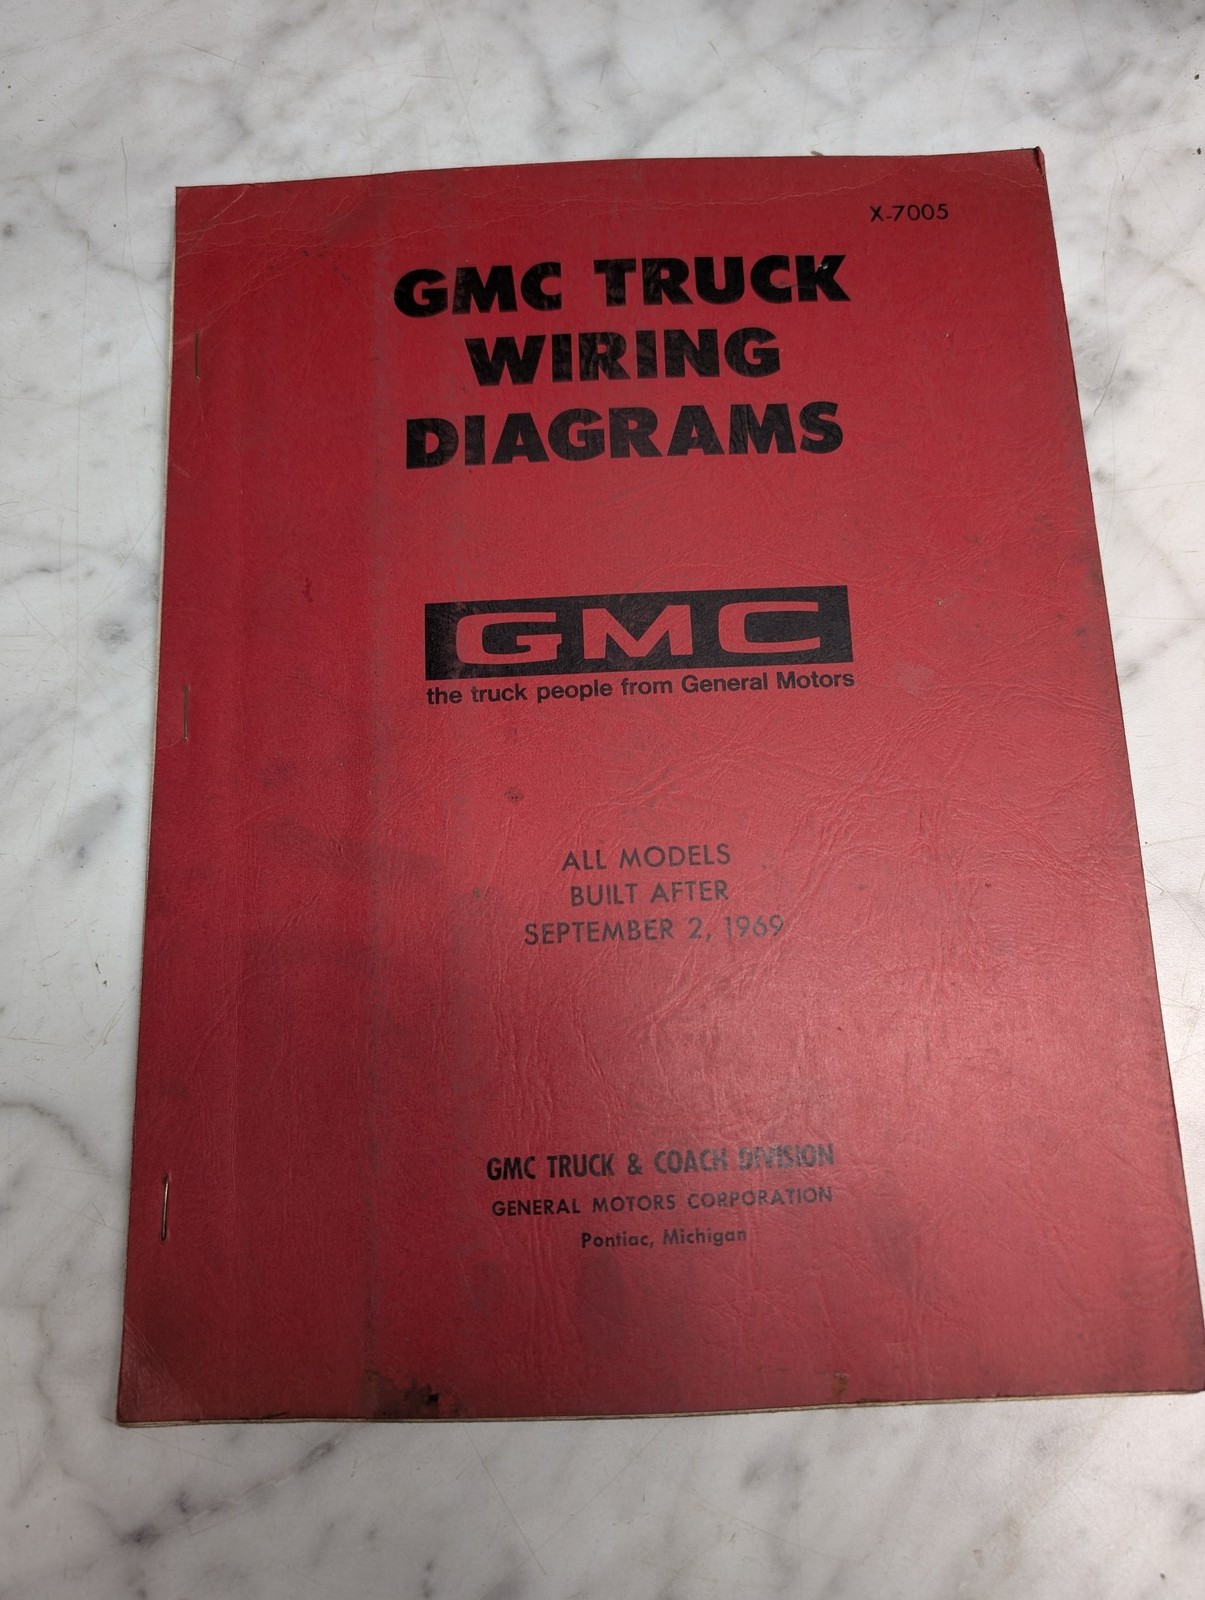 X-7005
GMC TRUCK
WIRING
DIAGRAMS
GMC
the truck people from General Motors
ALL MODELS
BUILT AFTER
SEPTEMBER 2, 1969
GMC TRUCK & COACH DIVISION
GENERAL MOTORS CORPORATION
Pontiac, Michigan